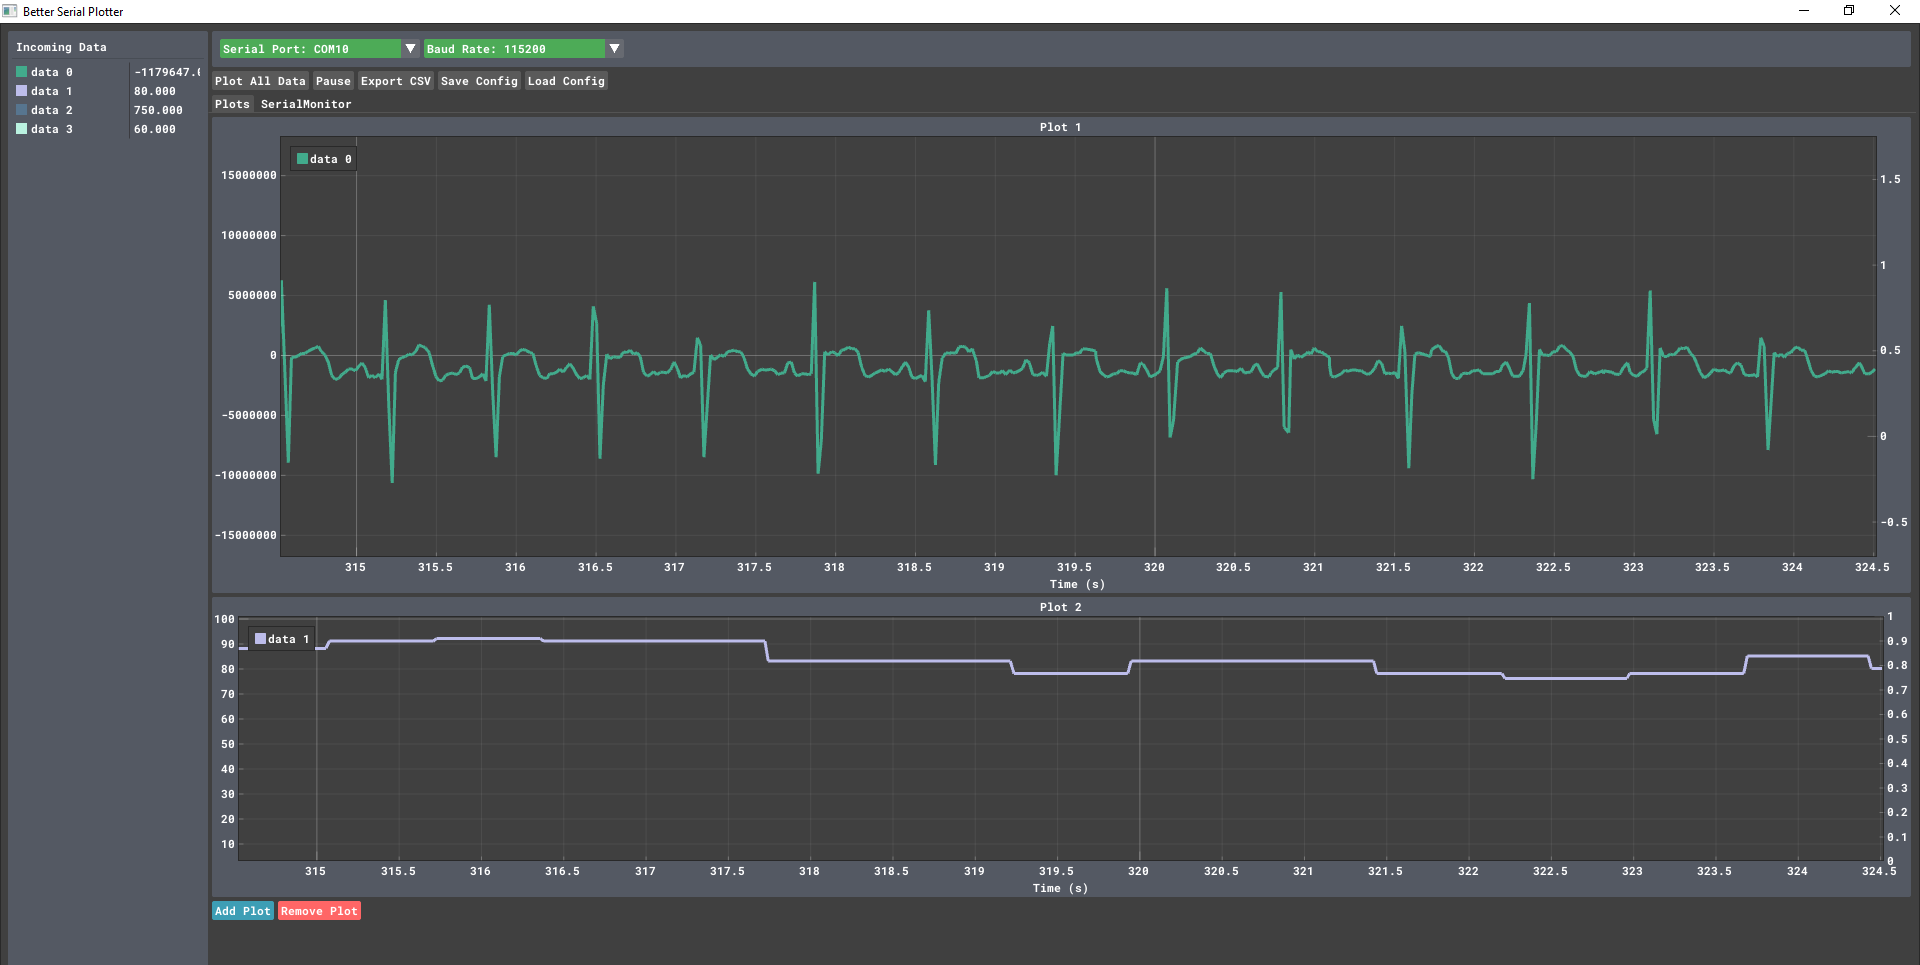 Better Serial Plotter
Incoming Data
data 0 -1179647.
data 1 80.000
data 2 750.000
data 3 60.000
Serial Port: COM10 Baud Rate: 115200
Plot All Data Pause Export CSV Save Config Load Config
Plots SerialMonitor
Plot 1
data 0
15000000
10000000
5000000
0
-5000000
-10000000
-15000000
1.5
1
0.5
0
-0.5
315 315.5 316 316.5 317 317.5 318 318.5 319 319.5 320 320.5 321 321.5 322 322.5 323 323.5 324 324.5
Time (s)
Plot 2
data 1
100
90
80
70
60
50
40
30
20
10
1
0.9
0.8
0.7
0.6
0.5
0.4
0.3
0.2
0.1
0
315 315.5 316 316.5 317 317.5 318 318.5 319 319.5 320 320.5 321 321.5 322 322.5 323 323.5 324 324.5
Time (s)
Add Plot Remove Plot